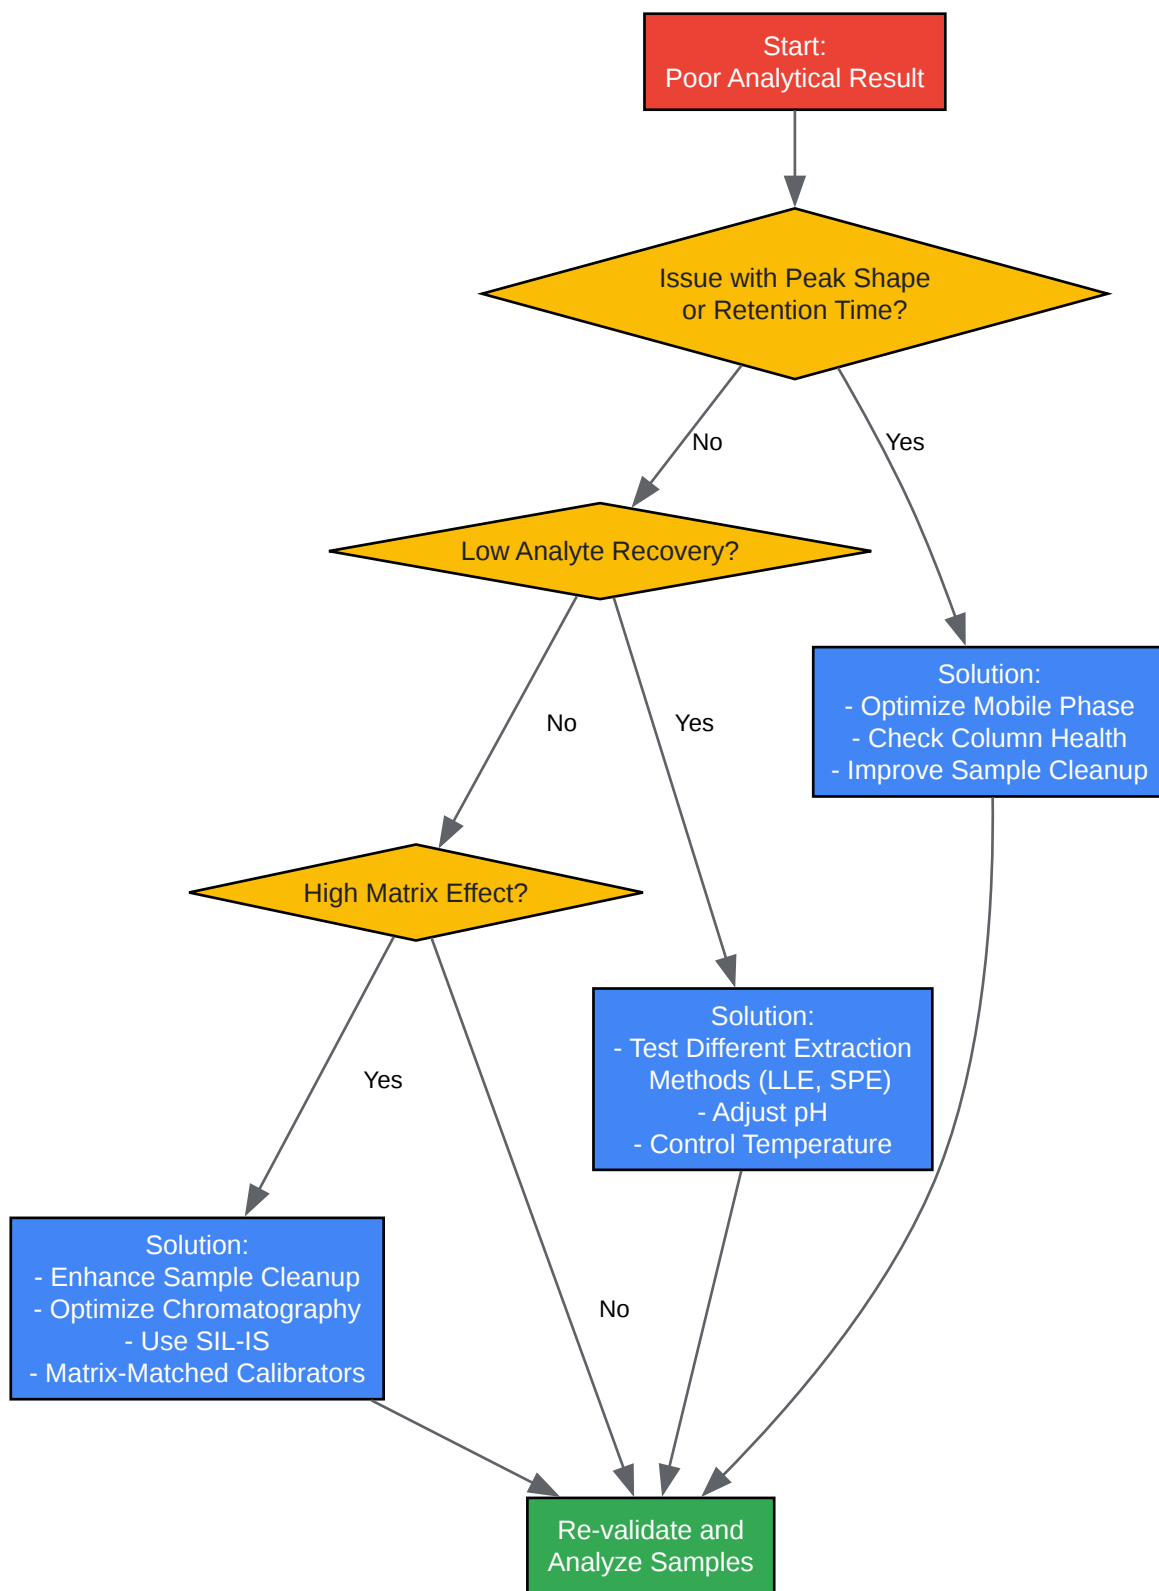 Start:
Poor Analytical Result
Issue with Peak Shape
or Retention Time?
No
Yes
Low Analyte Recovery?
Solution:
- Optimize Mobile Phase
- Check Column Health
- Improve Sample Cleanup
No
Yes
High Matrix Effect?
Solution:
- Test Different Extraction
Methods (LLE, SPE)
- Adjust pH
- Control Temperature
Yes
Solution:
- Enhance Sample Cleanup
- Optimize Chromatography
- Use SIL-IS
- Matrix-Matched Calibrators
No
Re-validate and
Analyze Samples